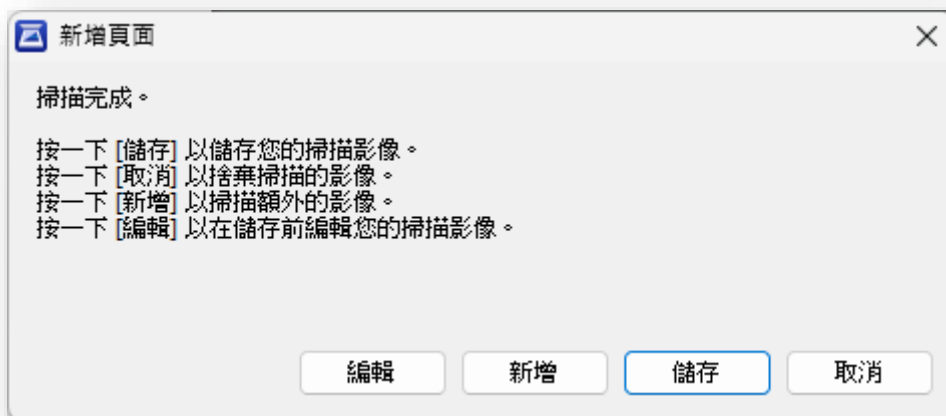 新增頁面
掃描完成。
按一下 [儲存] 以儲存您的掃描影像。
按一下 [取消] 以捨棄掃描的影像。
按一下 [新增] 以掃描額外的影像。
按一下 [編輯] 以在儲存前編輯您的掃描影像。
編輯 新增 儲存 取消